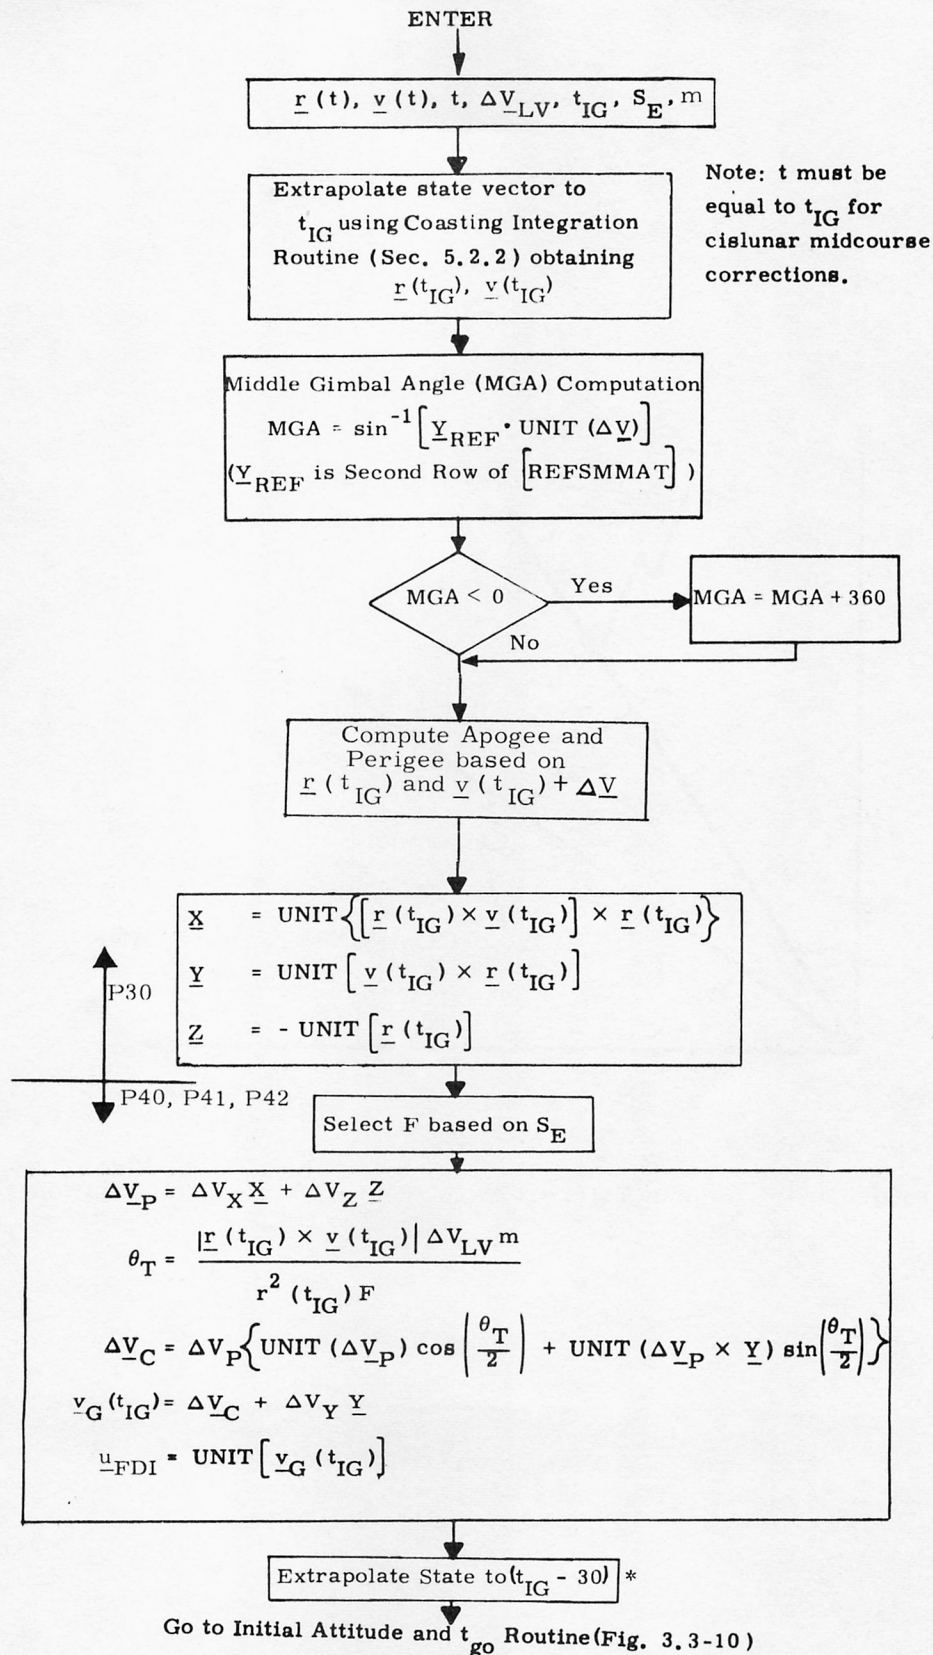 ENTER
r (t), v (t), t, ΔV_LV, t_IG, S_E, m
Extrapolate state vector to
t_IG using Coasting Integration
Routine (Sec. 5.2.2) obtaining
r (t_IG), v (t_IG)
Note: t must be
equal to t_IG for
cislunar midcourse
corrections.
Middle Gimbal Angle (MGA) Computation
MGA = sin^-1 [Y_REF • UNIT (ΔV)]
(Y_REF is Second Row of [REFSMMAT] )
MGA < 0
Yes
MGA = MGA + 360
No
Compute Apogee and
Perigee based on
r (t_IG) and v (t_IG) + ΔV
X = UNIT{[r (t_IG) × v (t_IG)] × r (t_IG)}
Y = UNIT [v (t_IG) × r (t_IG)]
Z = - UNIT [r (t_IG)]
P30
P40, P41, P42
Select F based on S_E
ΔV_P = ΔV_X X + ΔV_Z Z
θ_T = |r (t_IG) × v (t_IG)| ΔV_LV m / r^2 (t_IG) F
ΔV_C = ΔV_P{UNIT (ΔV_P) cos (θ_T/2) + UNIT (ΔV_P × Y) sin(θ_T/2)}
v_G (t_IG) = ΔV_C + ΔV_Y Y
u_FDI = UNIT [v_G (t_IG)]
Extrapolate State to (t_IG - 30) *
Go to Initial Attitude and t_go Routine (Fig. 3.3-10)